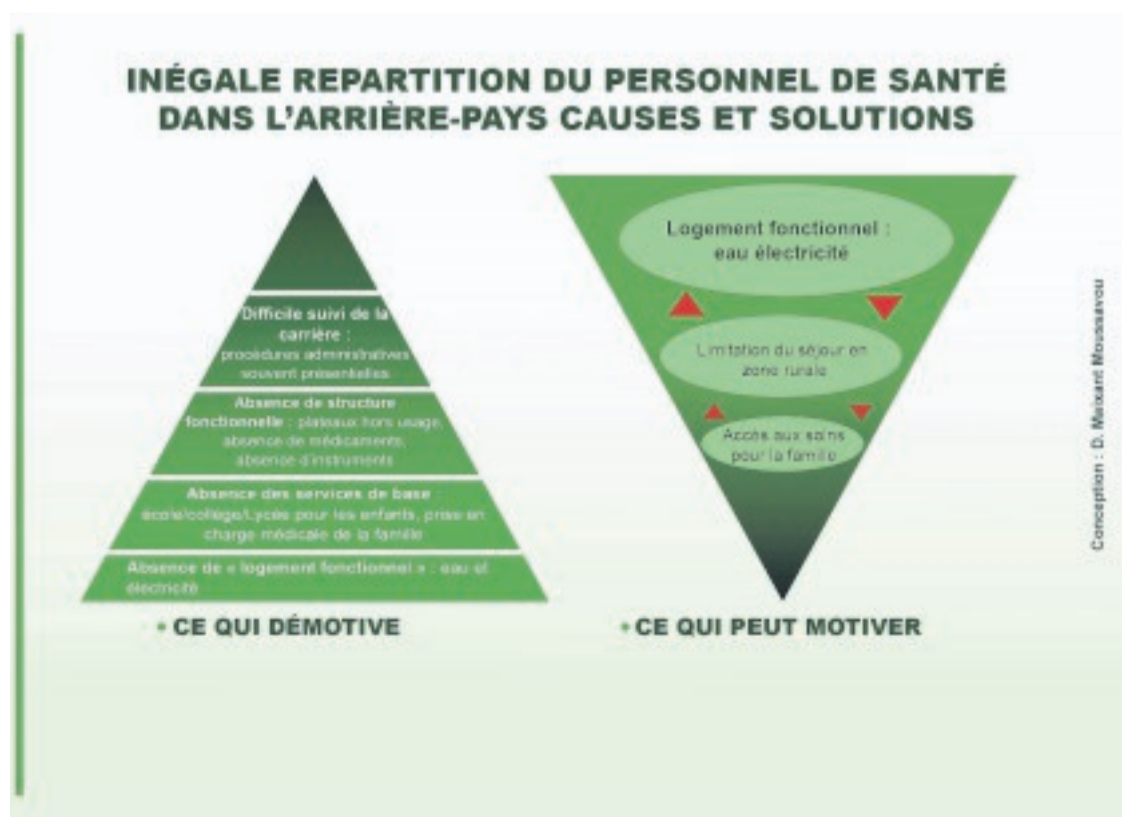 INÉGALE REPARTITION DU PERSONNEL DE SANTÉ
DANS L'ARRIÈRE-PAYS CAUSES ET SOLUTIONS
Difficile suivi de la
carrière :
procédures administratives
souvent présentielles
Absence de structure
fonctionnelle : plateaux hors usage,
absence de médicaments,
absence d'instruments
Absence des services de base :
école/collège/Lycée pour les enfants, prise en
charge médicale de la famille
Absence de « logement fonctionnel » : eau et
électricité
• CE QUI DÉMOTIVE
Logement fonctionnel :
eau électricité
Limitation du séjour en
zone rurale
Accès aux soins
pour la famille
• CE QUI PEUT MOTIVER
Conception : D. Maixant Moussavou